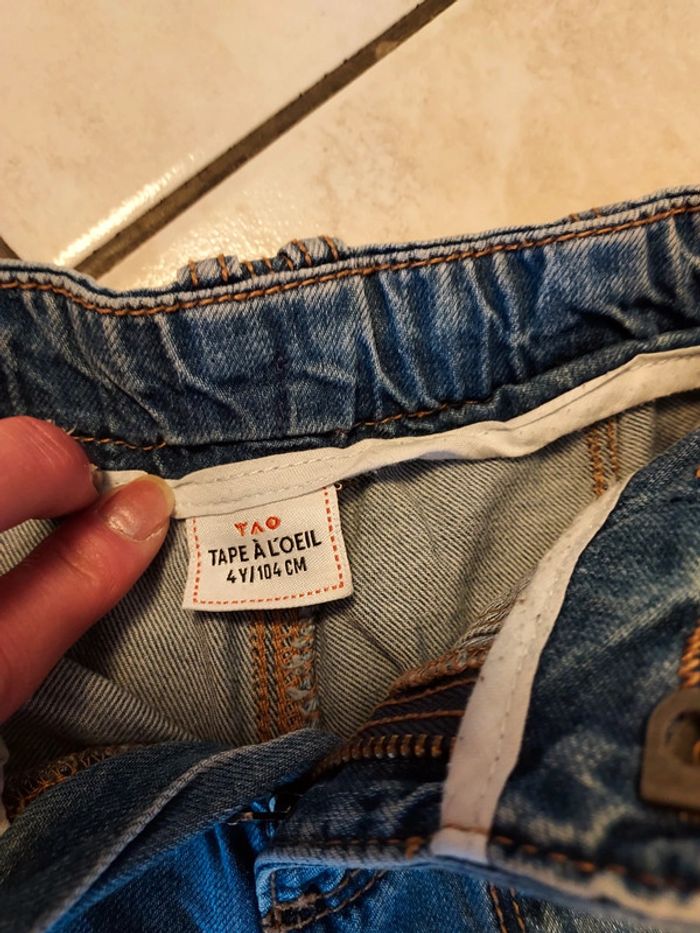 TAO
TAPE À L'OEIL
4Y/104 CM